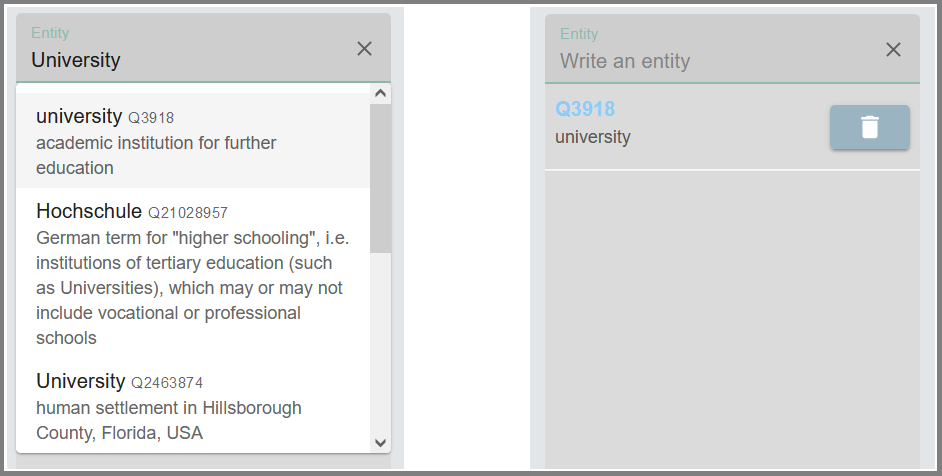 Entity
University
university Q3918
academic institution for further
education
Hochschule Q21028957
German term for "higher schooling", i.e.
institutions of tertiary education (such
as Universities), which may or may not
include vocational or professional
schools
University Q2463874
human settlement in Hillsborough
County, Florida, USA
Entity
Write an entity
Q3918
university